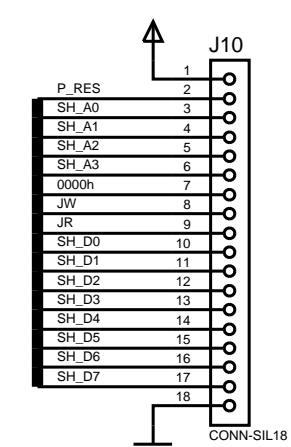 J10
1
P_RES 2
SH_A0 3
SH_A1 4
SH_A2 5
SH_A3 6
0000h 7
JW 8
JR 9
SH_D0 10
SH_D1 11
SH_D2 12
SH_D3 13
SH_D4 14
SH_D5 15
SH_D6 16
SH_D7 17
18
CONN-SIL18